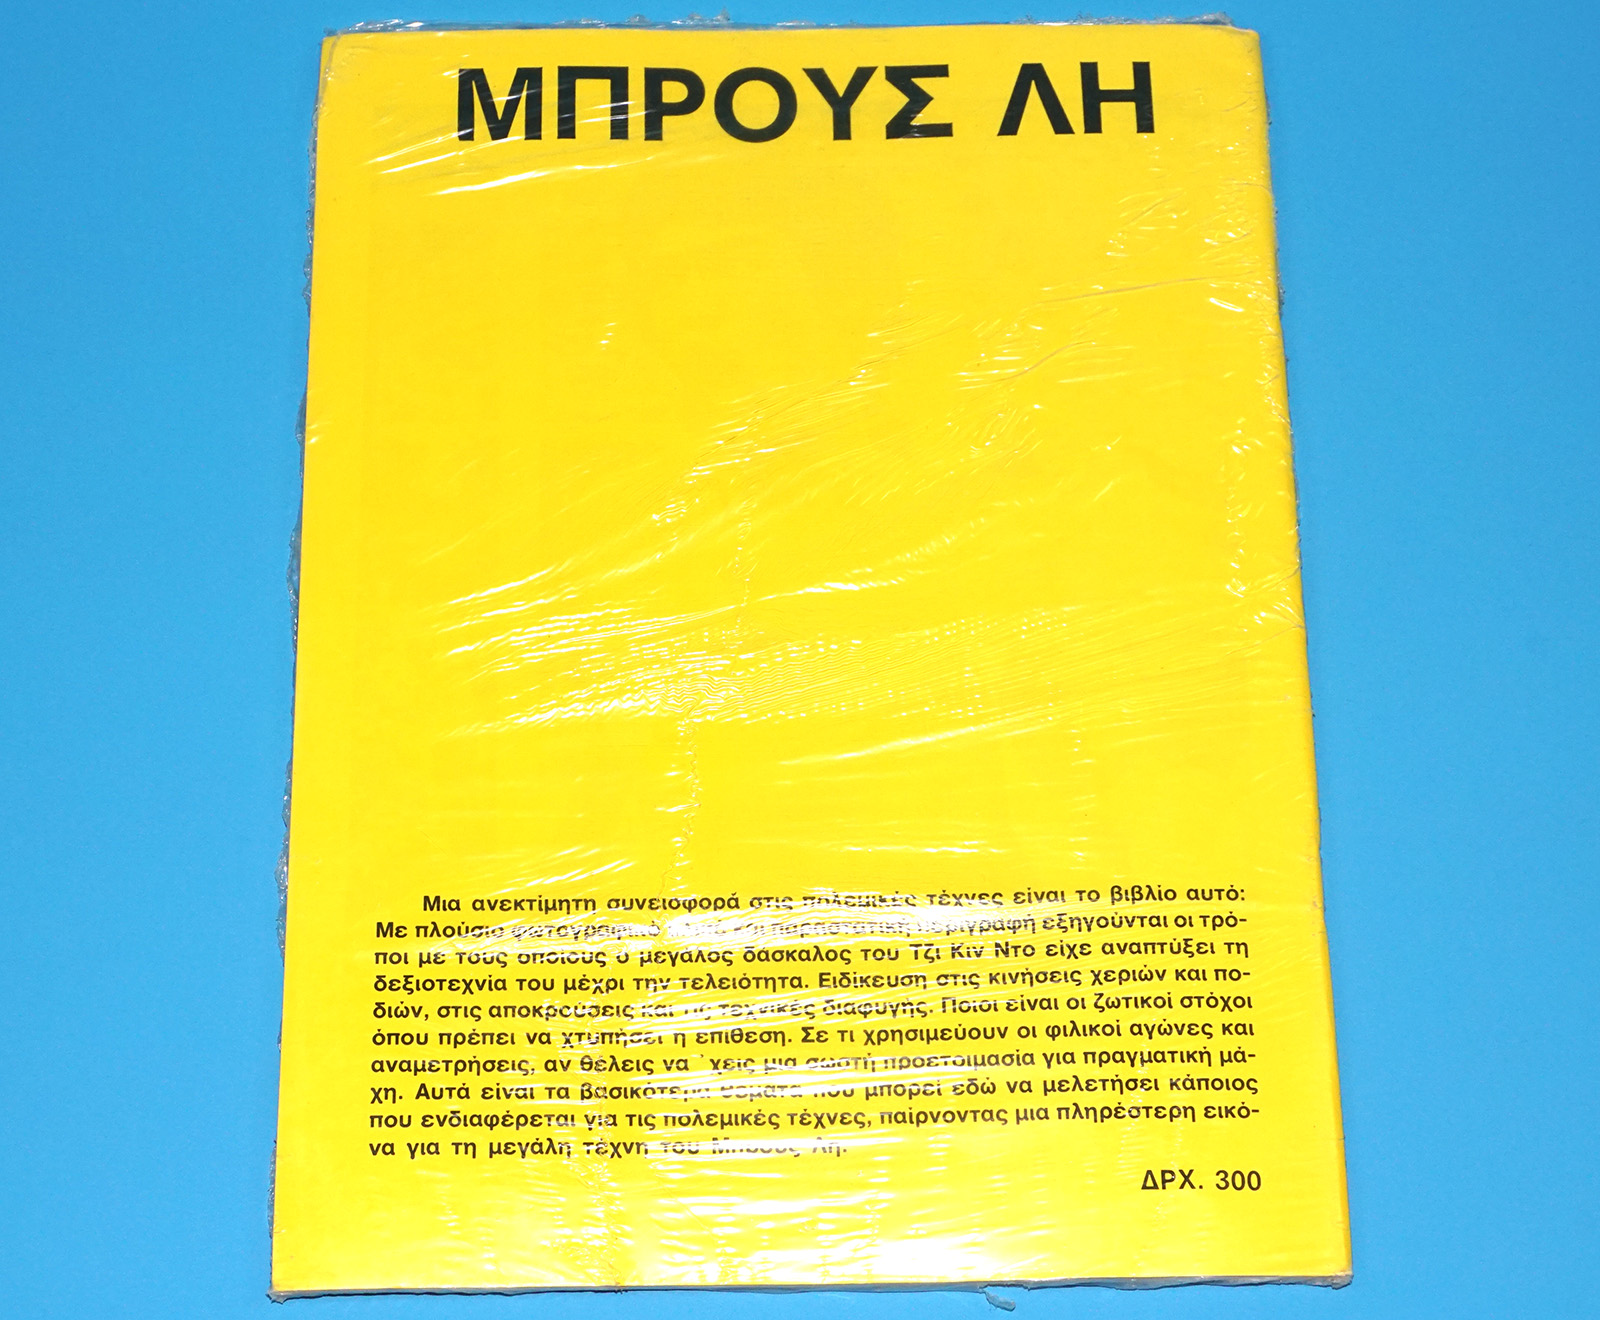 ΜΠΡΟΥΣ ΛΗ
Μια ανεκτίμητη συνεισφορά στις πολεμικές τέχνες είναι το βιβλίο αυτό:
Με πλούσιο φωτογραφικό και παραστατική περιγραφή εξηγούνται οι τρό-
ποι με τους οποίους ο μεγάλος δάσκαλος του Τζι Κιν Ντο είχε αναπτύξει τη
δεξιοτεχνία του μέχρι την τελειότητα. Ειδίκευση στις κινήσεις χεριών και πο-
διών, στις αποκρούσεις και τις τεχνικές διαφυγής. Ποιοι είναι οι ζωτικοί στόχοι
όπου πρέπει να χτυπήσει η επίθεση. Σε τι χρησιμεύουν οι φιλικοί αγώνες και
αναμετρήσεις, αν θέλεις να 'χεις μια σωστή προετοιμασία για πραγματική μά-
χη. Αυτά είναι τα βασικότερα θέματα που μπορεί εδώ να μελετήσει κάποιος
που ενδιαφέρεται για τις πολεμικές τέχνες, παίρνοντας μια πληρέστερη εικό-
να για τη μεγάλη τέχνη του Μπρους Λη.
ΔΡΧ. 300